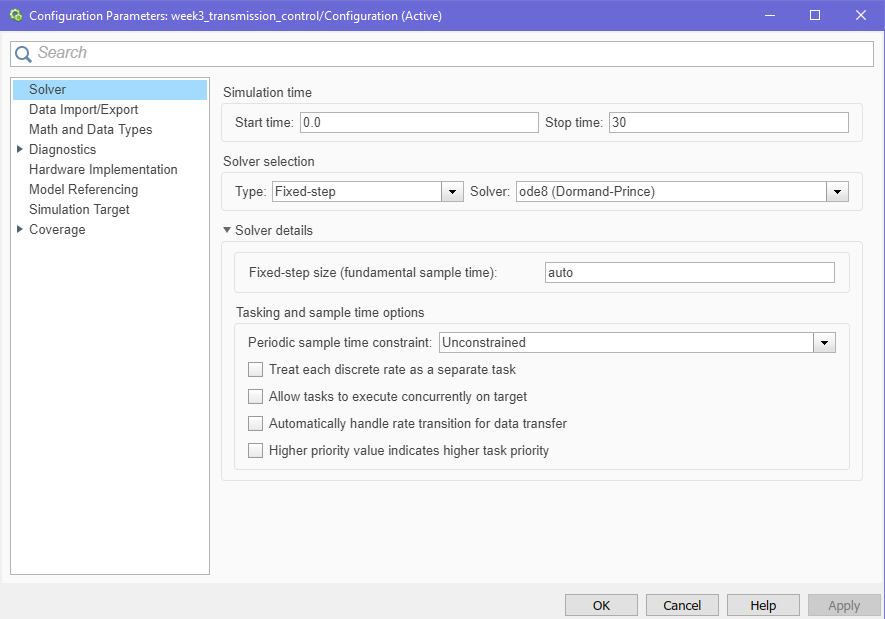 Configuration Parameters: week3_transmission_control/Configuration (Active)
Search
Solver
Data Import/Export
Math and Data Types
Diagnostics
Hardware Implementation
Model Referencing
Simulation Target
Coverage
Simulation time
Start time: 0.0 Stop time: 30
Solver selection
Type: Fixed-step Solver: ode8 (Dormand-Prince)
Solver details
Fixed-step size (fundamental sample time): auto
Tasking and sample time options
Periodic sample time constraint: Unconstrained
Treat each discrete rate as a separate task
Allow tasks to execute concurrently on target
Automatically handle rate transition for data transfer
Higher priority value indicates higher task priority
OK Cancel Help Apply